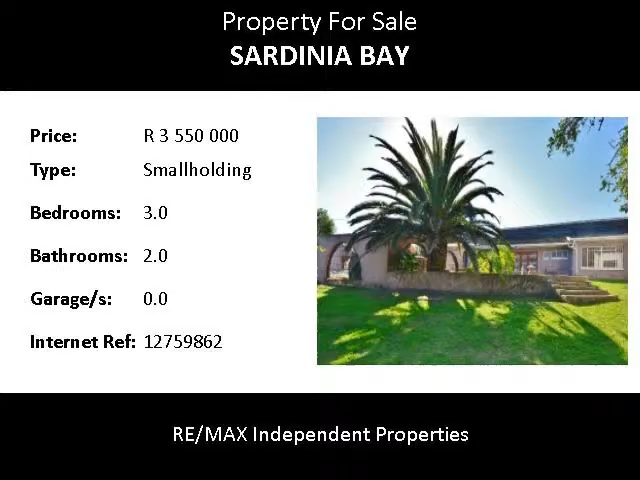 Property For Sale
SARDINIA BAY
Price: R 3 550 000
Type: Smallholding
Bedrooms: 3.0
Bathrooms: 2.0
Garage/s: 0.0
Internet Ref: 12759862
RE/MAX Independent Properties